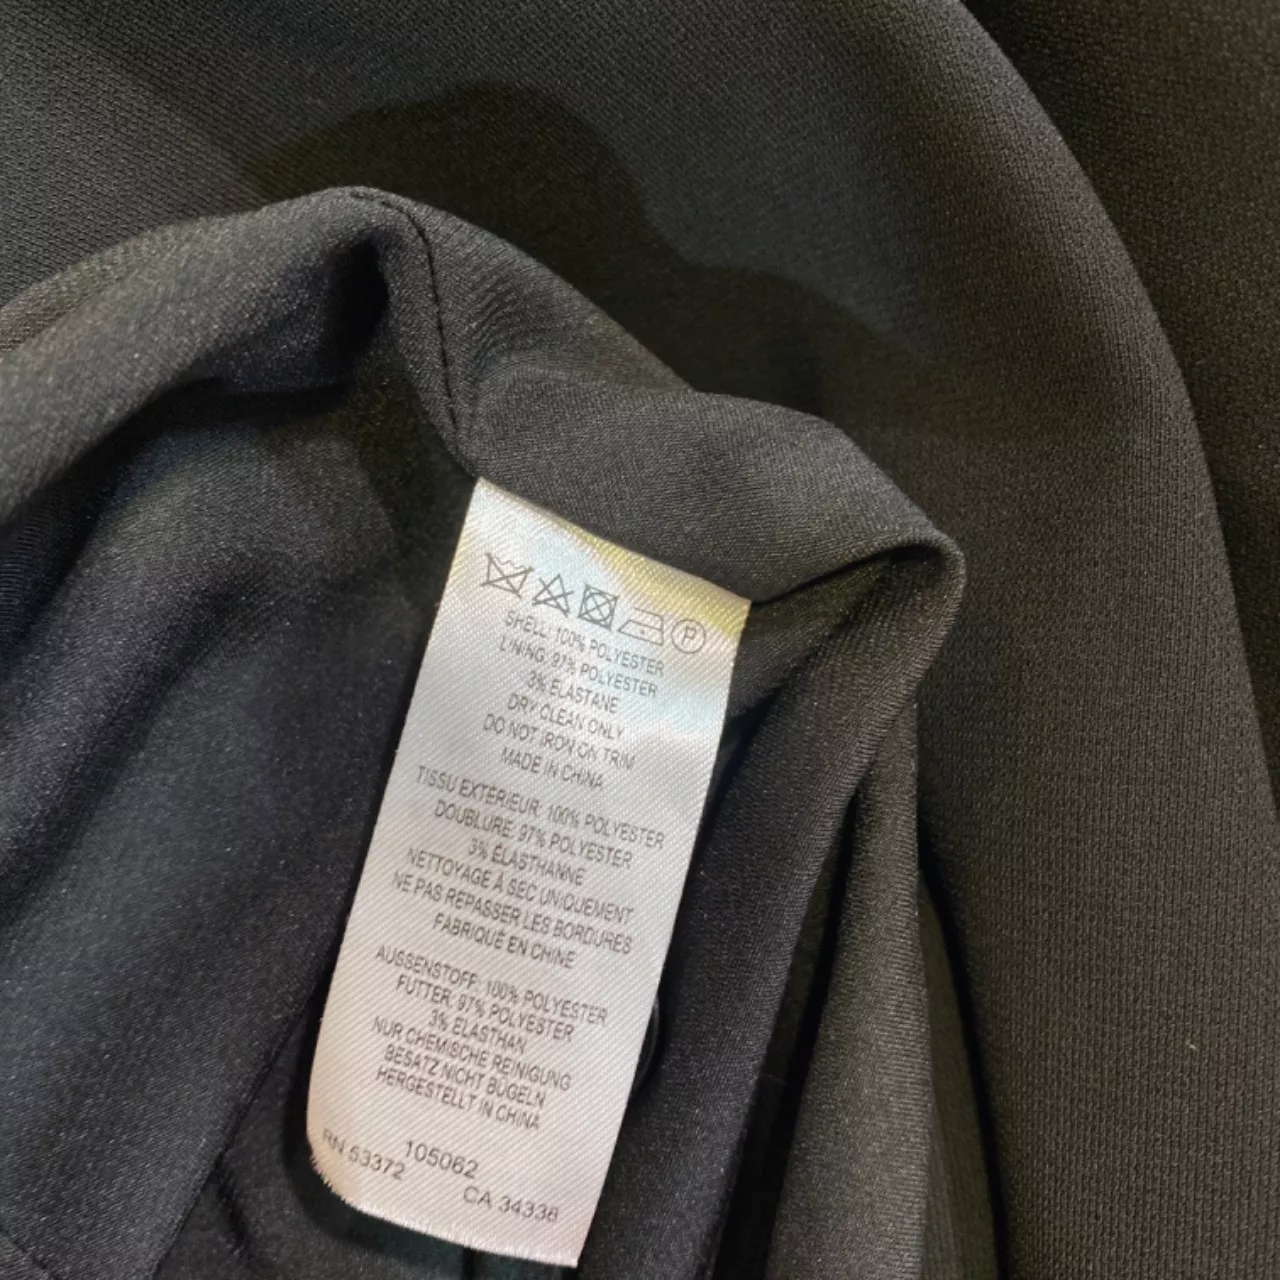 P
SHELL: 100% POLYESTER
LINING: 97% POLYESTER
3% ELASTANE
DRY CLEAN ONLY
DO NOT IRON ON TRIM
MADE IN CHINA
TISSU EXTÉRIEUR: 100% POLYESTER
DOUBLURE: 97% POLYESTER
3% ÉLASTHANNE
NETTOYAGE À SEC UNIQUEMENT
NE PAS REPASSER LES BORDURES
FABRIQUÉ EN CHINE
AUSSENSTOFF: 100% POLYESTER
FUTTER: 97% POLYESTER
3% ELASTHAN
NUR CHEMISCHE REINIGUNG
BESATZ NICHT BÜGELN
HERGESTELLT IN CHINA
105062
RN 53372
CA 34338